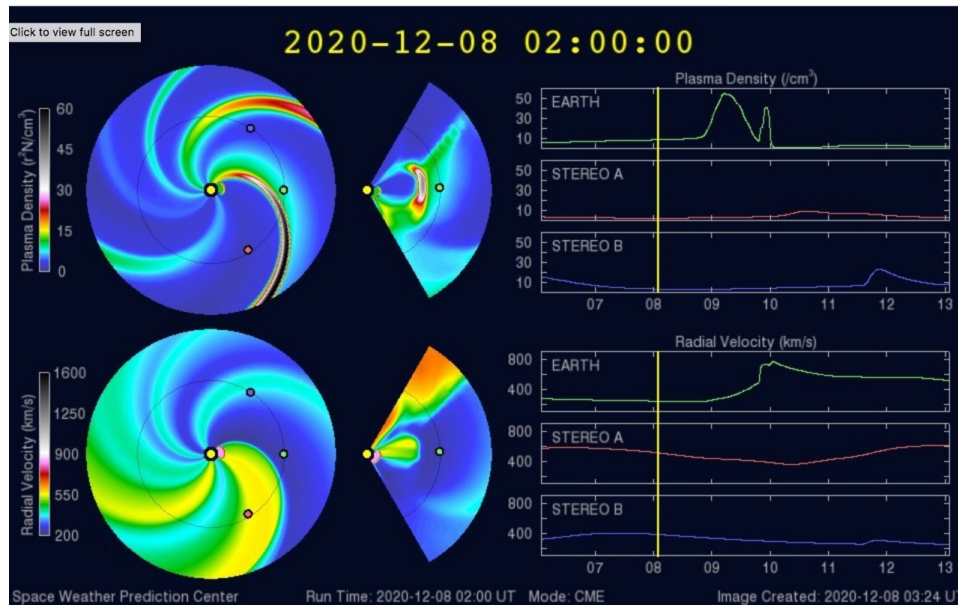 Click to view full screen
2020-12-08 02:00:00
Plasma Density (r²N/cm³)
60
45
30
15
0
Plasma Density (/cm³)
EARTH
50
30
10
STEREO A
50
30
10
STEREO B
50
30
10
07 08 09 10 11 12 13
Radial Velocity (km/s)
1600
1250
900
550
200
Radial Velocity (km/s)
EARTH
800
400
STEREO A
800
400
STEREO B
800
400
07 08 09 10 11 12 13
Space Weather Prediction Center Run Time: 2020-12-08 02:00 UT Mode: CME Image Created: 2020-12-08 03:24 U